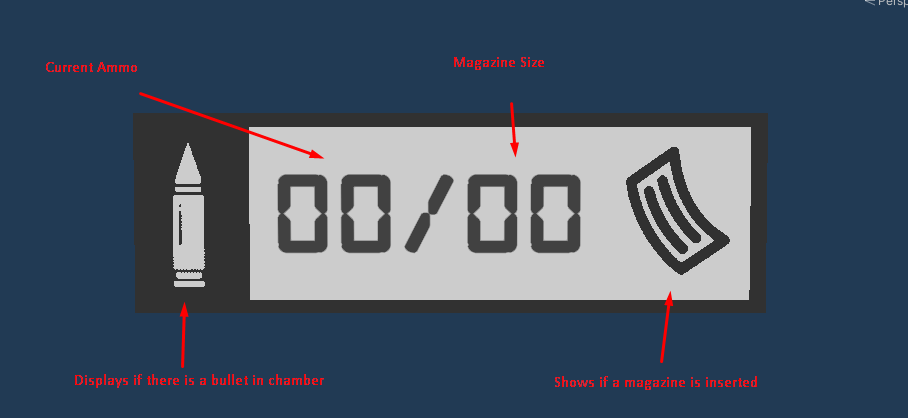 Persp
Current Ammo
Magazine Size
00/00
Displays if there is a bullet in chamber
Shows if a magazine is inserted